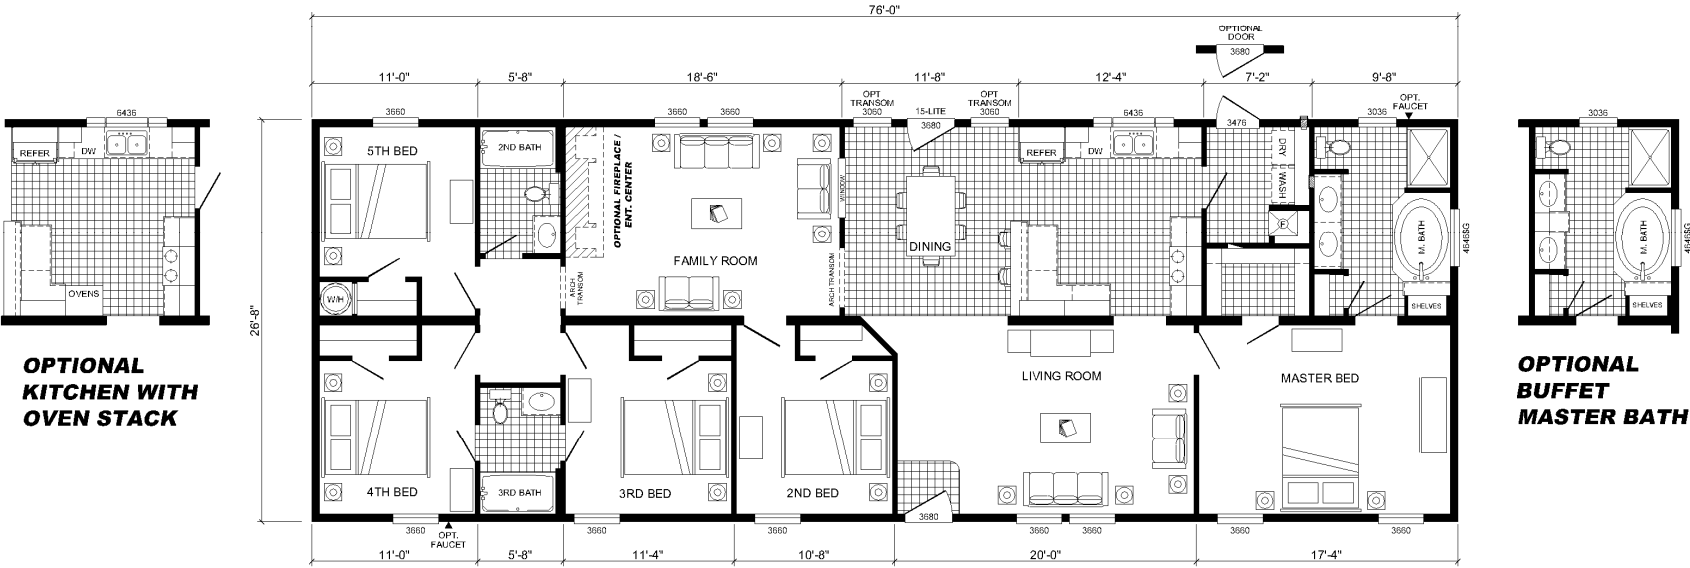 76'-0"
OPTIONAL
DOOR
3680
11'-0"
5'-8"
18'-6"
11'-8"
12'-4"
7'-2"
9'-8"
OPT
TRANSOM
3060
15-LITE
3680
OPT
TRANSOM
3060
OPT.
FAUCET
6436
3660
3660
3660
6436
3476
3036
3036
REFER
DW
OVENS
5TH BED
2ND BATH
OPTIONAL FIREPLACE /
ENT. CENTER
WINDOW
REFER
DW
DRY
WASH
F
DINING
FAMILY ROOM
ARCH
TRANSOM
ARCH TRANSOM
M. BATH
4646SG
SHELVES
M. BATH
4646SG
SHELVES
W/H
26'-8"
OPTIONAL
KITCHEN WITH
OVEN STACK
LIVING ROOM
MASTER BED
OPTIONAL
BUFFET
MASTER BATH
4TH BED
3RD BATH
3RD BED
2ND BED
3660
OPT.
FAUCET
3660
3660
3680
3660
3660
3660
3660
11'-0"
5'-8"
11'-4"
10'-8"
20'-0"
17'-4"